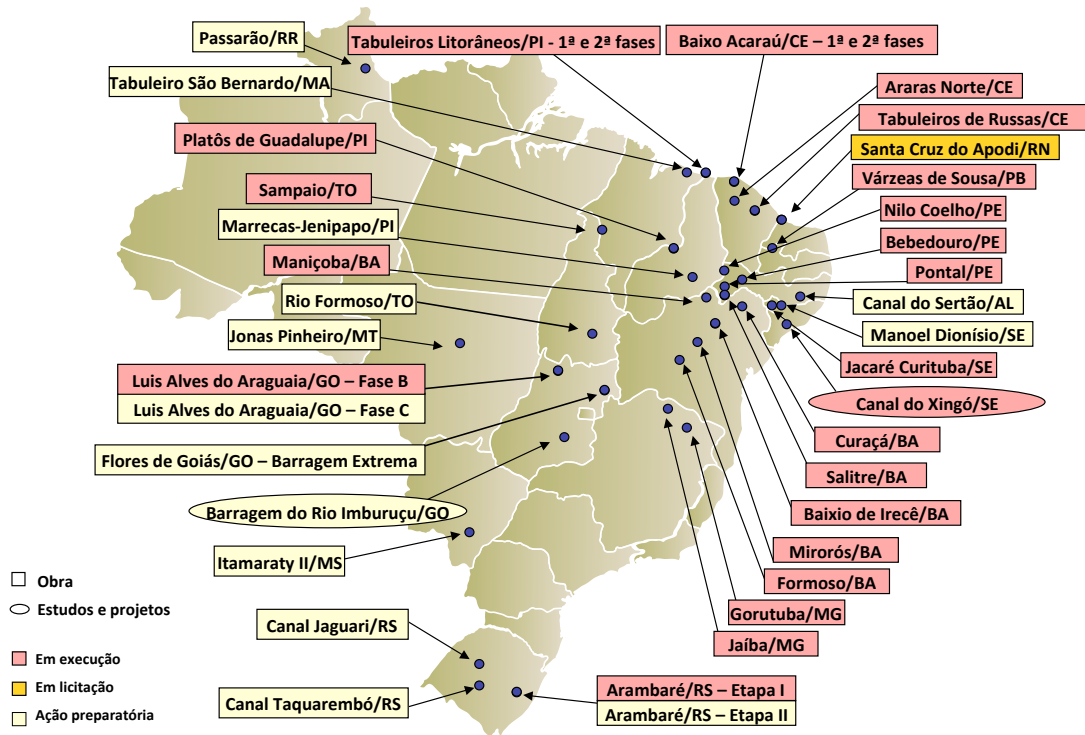 Passarão/RR
Tabuleiros Litorâneos/PI - 1ª e 2ª fases
Baixo Acaraú/CE – 1ª e 2ª fases
Tabuleiro São Bernardo/MA
Araras Norte/CE
Tabuleiros de Russas/CE
Platôs de Guadalupe/PI
Santa Cruz do Apodi/RN
Sampaio/TO
Várzeas de Sousa/PB
Marrecas-Jenipapo/PI
Nilo Coelho/PE
Maniçoba/BA
Bebedouro/PE
Pontal/PE
Rio Formoso/TO
Canal do Sertão/AL
Jonas Pinheiro/MT
Manoel Dionísio/SE
Jacaré Curituba/SE
Luis Alves do Araguaia/GO – Fase B
Luis Alves do Araguaia/GO – Fase C
Canal do Xingó/SE
Curaçá/BA
Flores de Goiás/GO – Barragem Extrema
Salitre/BA
Barragem do Rio Imburuçu/GO
Baixio de Irecê/BA
Mirorós/BA
Itamaraty II/MS
Formoso/BA
Gorutuba/MG
Jaíba/MG
Obra
Estudos e projetos
Canal Jaguari/RS
Em execução
Em licitação
Ação preparatória
Canal Taquarembó/RS
Arambaré/RS – Etapa I
Arambaré/RS – Etapa II